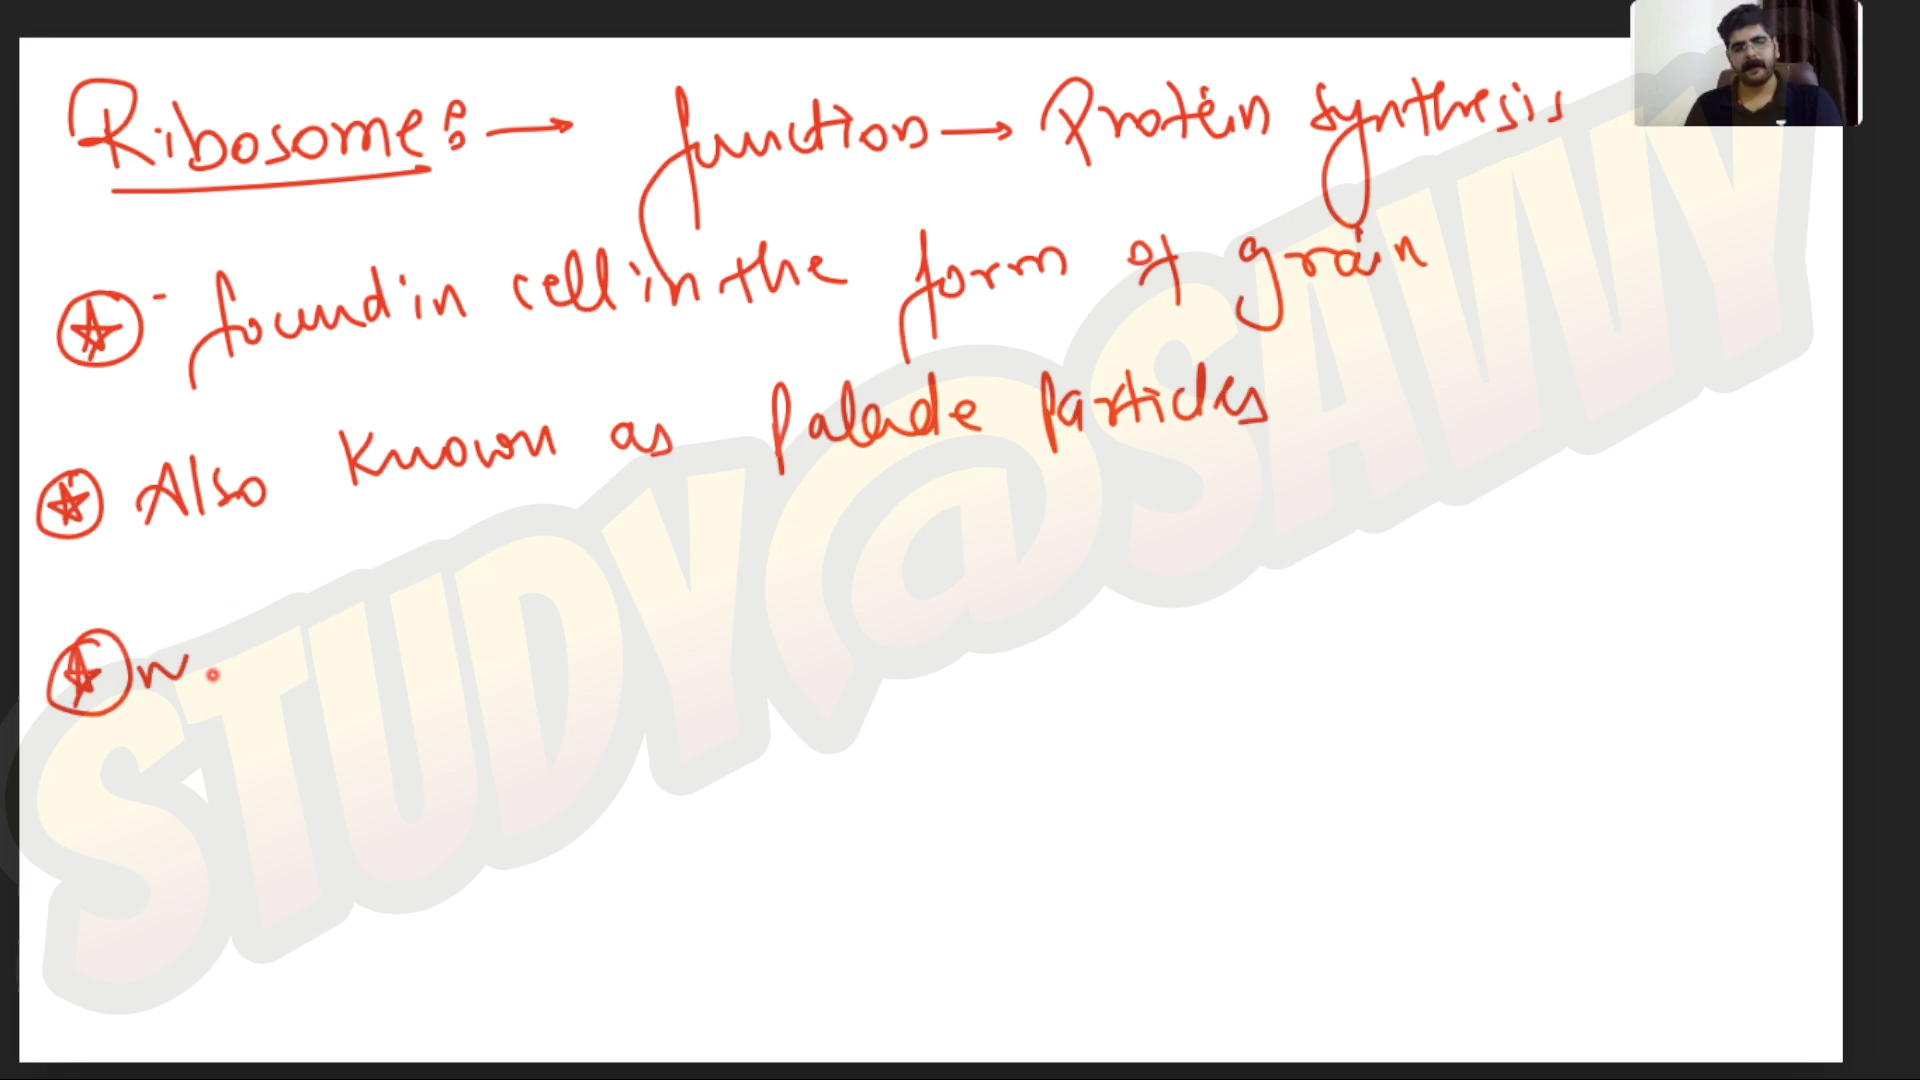 Ribosome: → function → Protein synthesis
- found in cell in the form of grain
Also Known as Palade Particles
STUDY@SAVVY